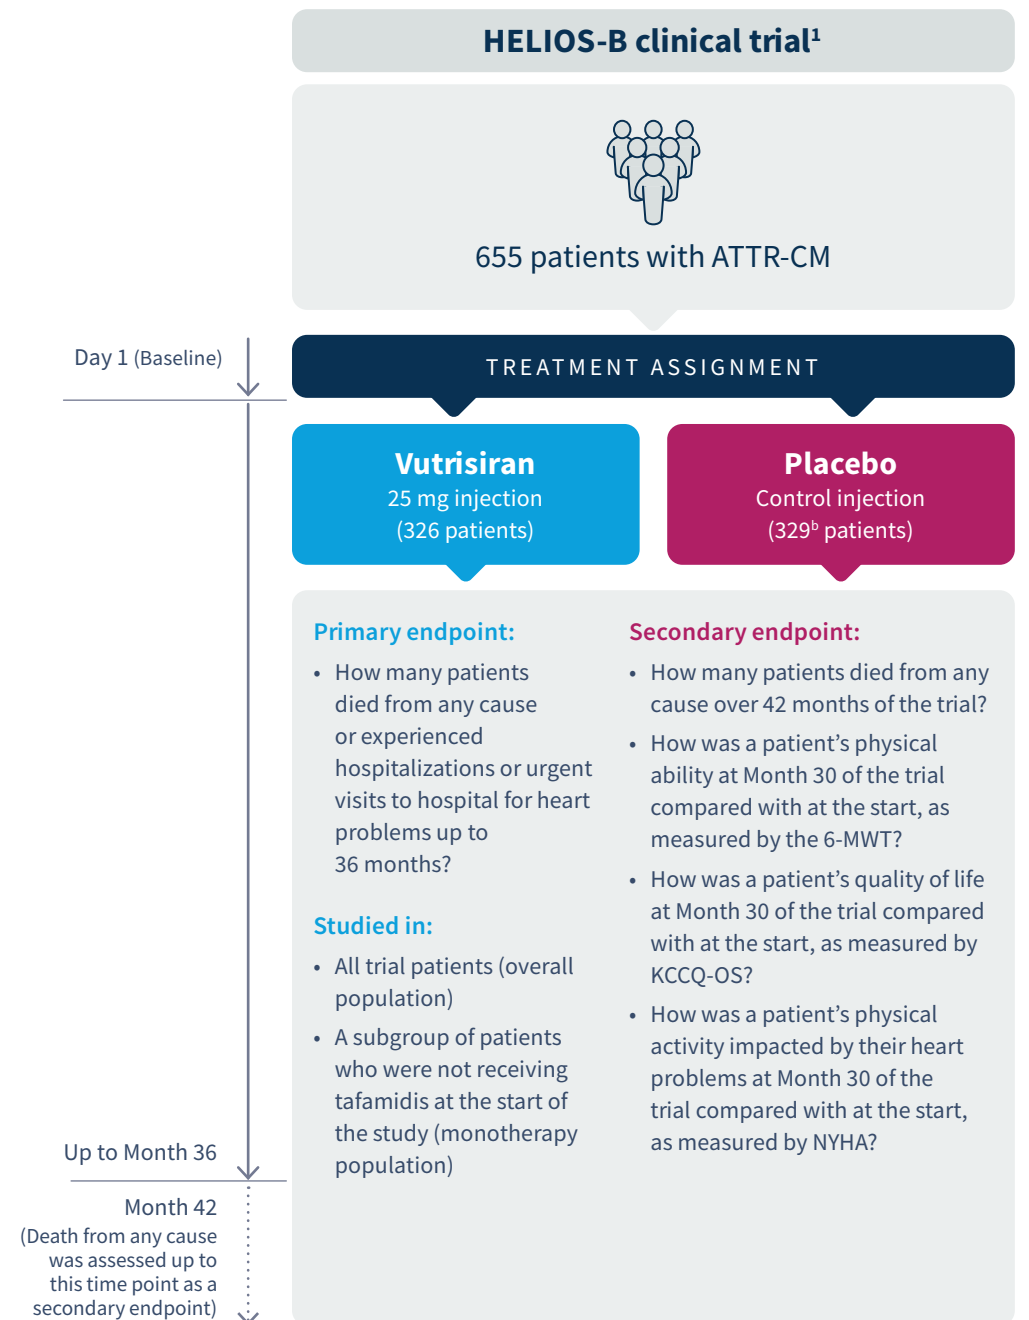 HELIOS-B clinical trial¹
655 patients with ATTR-CM
Day 1 (Baseline)
TREATMENT ASSIGNMENT
Vutrisiran
25 mg injection
(326 patients)
Placebo
Control injection
(329ᵇ patients)
Primary endpoint:
• How many patients
died from any cause
or experienced
hospitalizations or urgent
visits to hospital for heart
problems up to
36 months?
Studied in:
• All trial patients (overall
population)
• A subgroup of patients
who were not receiving
tafamidis at the start of
the study (monotherapy
population)
Secondary endpoint:
• How many patients died from any
cause over 42 months of the trial?
• How was a patient’s physical
ability at Month 30 of the trial
compared with at the start, as
measured by the 6-MWT?
• How was a patient’s quality of life
at Month 30 of the trial compared
with at the start, as measured by
KCCQ-OS?
• How was a patient’s physical
activity impacted by their heart
problems at Month 30 of the
trial compared with at the start,
as measured by NYHA?
Up to Month 36
Month 42
(Death from any cause
was assessed up to
this time point as a
secondary endpoint)